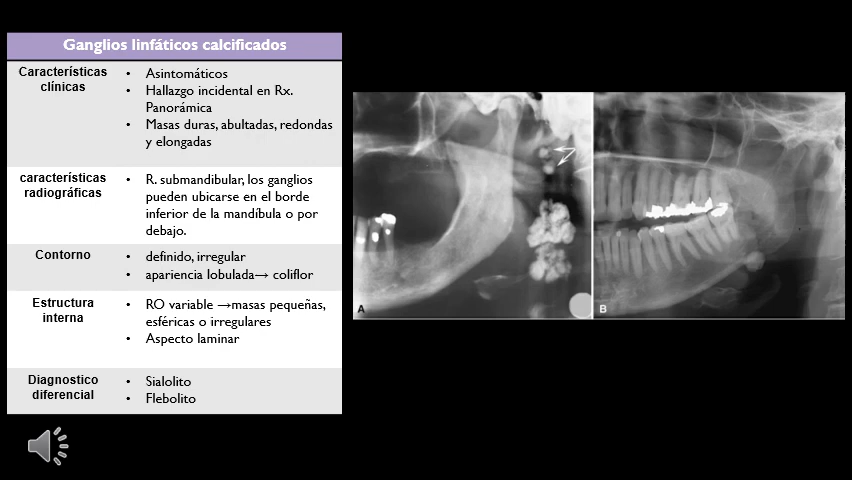 Ganglios linfáticos calcificados
Características
clínicas
• Asintomáticos
• Hallazgo incidental en Rx.
Panorámica
• Masas duras, abultadas, redondas
y elongadas
características
radiográficas
• R. submandibular, los ganglios
pueden ubicarse en el borde
inferior de la mandíbula o por
debajo.
Contorno
• definido, irregular
• apariencia lobulada→ coliflor
Estructura
interna
• RO variable →masas pequeñas,
esféricas o irregulares
• Aspecto laminar
Diagnostico
diferencial
• Sialolito
• Flebolito
A
B